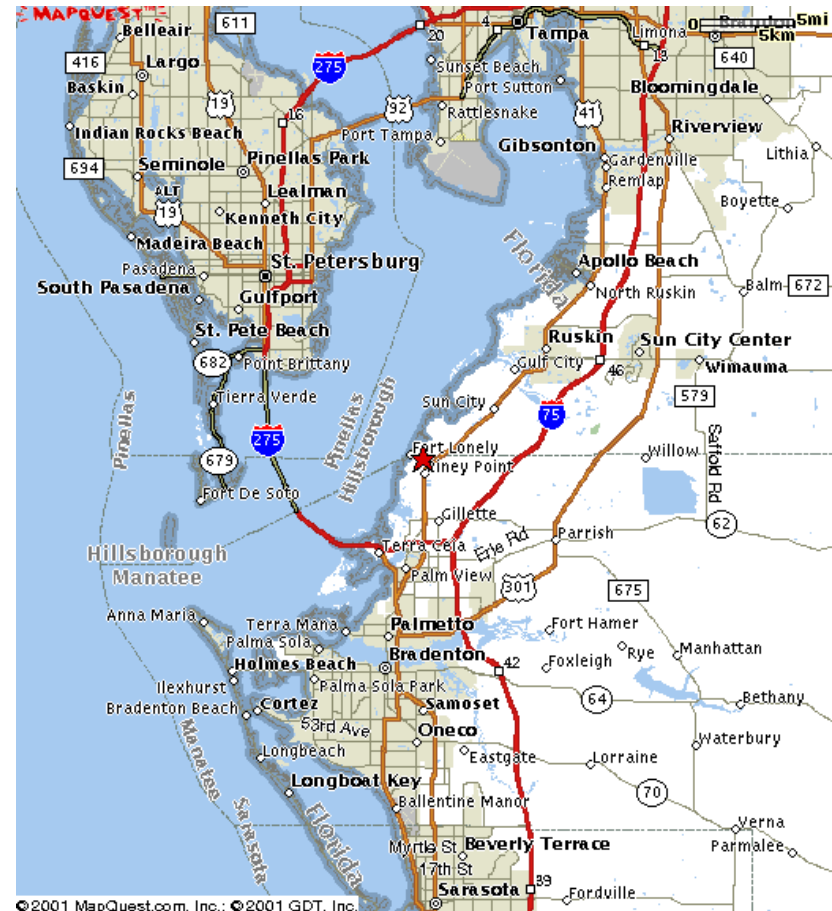 MAPQUEST
611
Belleair
416
Largo
Baskin
275
20
4
Tampa
Limona
13
0 5mi
5km
Sunset Beach
Port Sutton
640
Bloomingdale
19
16
92
Rattlesnake
41
Indian Rocks Beach
Port Tampa
Riverview
694
Seminole
Pinellas Park
Gibsonton
Gardenville
Lithia
Remlap
ALT
19
Lealman
Kenneth City
Boyette
Madeira Beach
Florida
Pasadena
St. Petersburg
Apollo Beach
South Pasadena
Gulfport
North Ruskin
Balm
672
St. Pete Beach
Ruskin
Sun City Center
682
Point Brittany
Gulf City
46
Wimauma
Tierra Verde
Sun City
75
579
Pinellas
275
Pinellas
Hillsborough
Saffold Rd
679
Fort Lonely
Piney Point
Willow
Fort De Soto
Gillette
62
Hillsborough
Manatee
Terra Ceia
Erie Rd
Parrish
Palm View
301
675
Anna Maria
Terra Mana
Palmetto
Fort Hamer
Palma Sola
Bradenton
Rye
Manhattan
Holmes Beach
42
Foxleigh
Ilexhurst
Palma Sola Park
64
Bethany
Bradenton Beach
Cortez
Samoset
53rd Ave
Oneco
Waterbury
Manatee
Sarasota
Longbeach
Eastgate
Lorraine
Longboat Key
70
Florida
Ballentine Manor
Verna
Myrtle St
Beverly Terrace
Parmalee
17th St
Sarasota
39
Fordville
©2001 MapQuest.com, Inc.; ©2001 GDT, Inc.